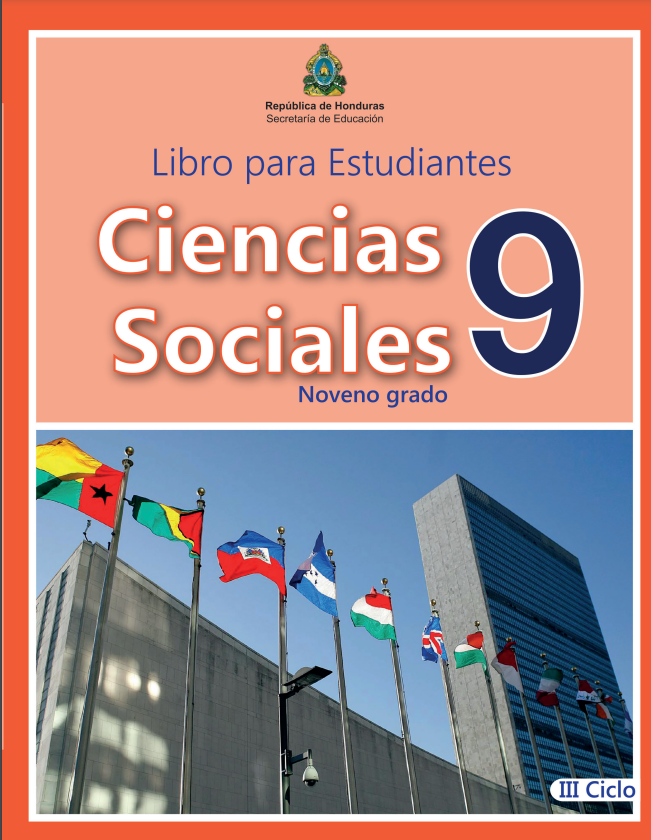 República de Honduras
Secretaría de Educación
Libro para Estudiantes
Ciencias
Sociales
9
Noveno grado
III Ciclo